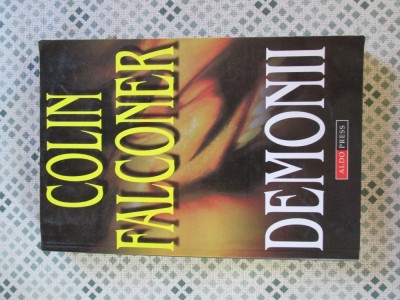 COLIN
FALCONER
DEMONII
ALDO PRESS